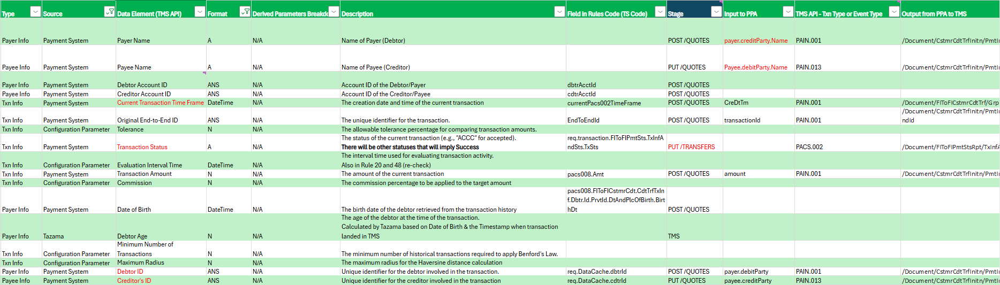 Type Source Data Element (TMS API) Format Derived Parameters Breakdo Description Field in Rules Code (TS Code) Stage Input to PPA TMS API - Txn Type or Event Type Output from PPA to TMS
Payer Info Payment System Payer Name A N/A Name of Payer (Debtor) POST /QUOTES payer.creditParty.Name PAIN.001 /Document/CstmrCdtTrfInitn/PmtI
Payee Info Payment System Payee Name A N/A Name of Payee (Creditor) PUT /QUOTES Payee.debitParty.Name PAIN.013 /Document/CstmrCdtTrfInitn/PmtI
Payer Info Payment System Debtor Account ID ANS N/A Account ID of the Debtor/Payer dbtrAcctId POST /QUOTES
Payee Info Payment System Creditor Account ID ANS N/A Account ID of the Creditor/Payee cdtrAcctId POST /QUOTES
Txn Info Payment System Current Transaction Time Frame DateTime N/A The creation date and time of the current transaction currentPacs002TimeFrame POST /QUOTES CreDtTm PAIN.001 /Document/FIToFICstmrCdtTrf/Grp
/Document/CstmrCdtTrfInitn/PmtI
Txn Info Payment System Original End-to-End ID ANS N/A The unique identifier for the transaction. EndToEndId POST /QUOTES transactionId PAIN.001 ndId
Txn Info Configuration Parameter Tolerance N N/A The allowable tolerance percentage for comparing transaction amounts.
The status of the current transaction (e.g., "ACCC" for accepted). req.transaction.FIToFIPmtSts.TxInfA
Txn Info Payment System Transaction Status A N/A There will be other statuses that will imply Success ndSts.TxSts PUT /TRANSFERS PACS.002 /Document/FIToFIPmtStsRpt/TxInfA
The interval time used for evaluating transaction activity.
Txn Info Configuration Parameter Evaluation Interval Time DateTime N/A Also in Rule 20 and 48 (re-check)
Txn Info Payment System Transaction Amount N N/A The amount of the current transaction pacs008.Amt POST /QUOTES amount PAIN.001 /Document/CstmrCdtTrfInitn/PmtI
Txn Info Configuration Parameter Commission N N/A The commission percentage to be applied to the target amount
pacs008.FIToFICstmrCdt.CdtTrfTxIn
f.Dbtr.Id.PrvtId.DtAndPlcOfBirth.Birt
Payer Info Payment System Date of Birth DateTime N/A The birth date of the debtor retrieved from the transaction history hDt POST /QUOTES
The age of the debtor at the time of the transaction.
Calculated by Tazama based on Date of Birth & the Timestamp when transaction
Payer Info Tazama Debtor Age N N/A landed in TMS TMS
Minimum Number of
Txn Info Configuration Parameter Transactions N N/A The minimum number of historical transactions required to apply Benford's Law.
Txn Info Configuration Parameter Maximum Radius N N/A The maximum radius for the Haversine distance calculation
Payer Info Payment System Debtor ID ANS N/A Unique identifier for the debtor involved in the transaction. req.DataCache.dbtrId POST /QUOTES payer.debitParty PAIN.001 /Document/CstmrCdtTrfInitn/PmtI
Payee Info Payment System Creditor's ID ANS N/A Unique identifier for the creditor involved in the transaction req.DataCache.cdtrId PUT /QUOTES payee.creditParty PAIN.013 /Document/CstmrCdtTrfInitn/PmtI